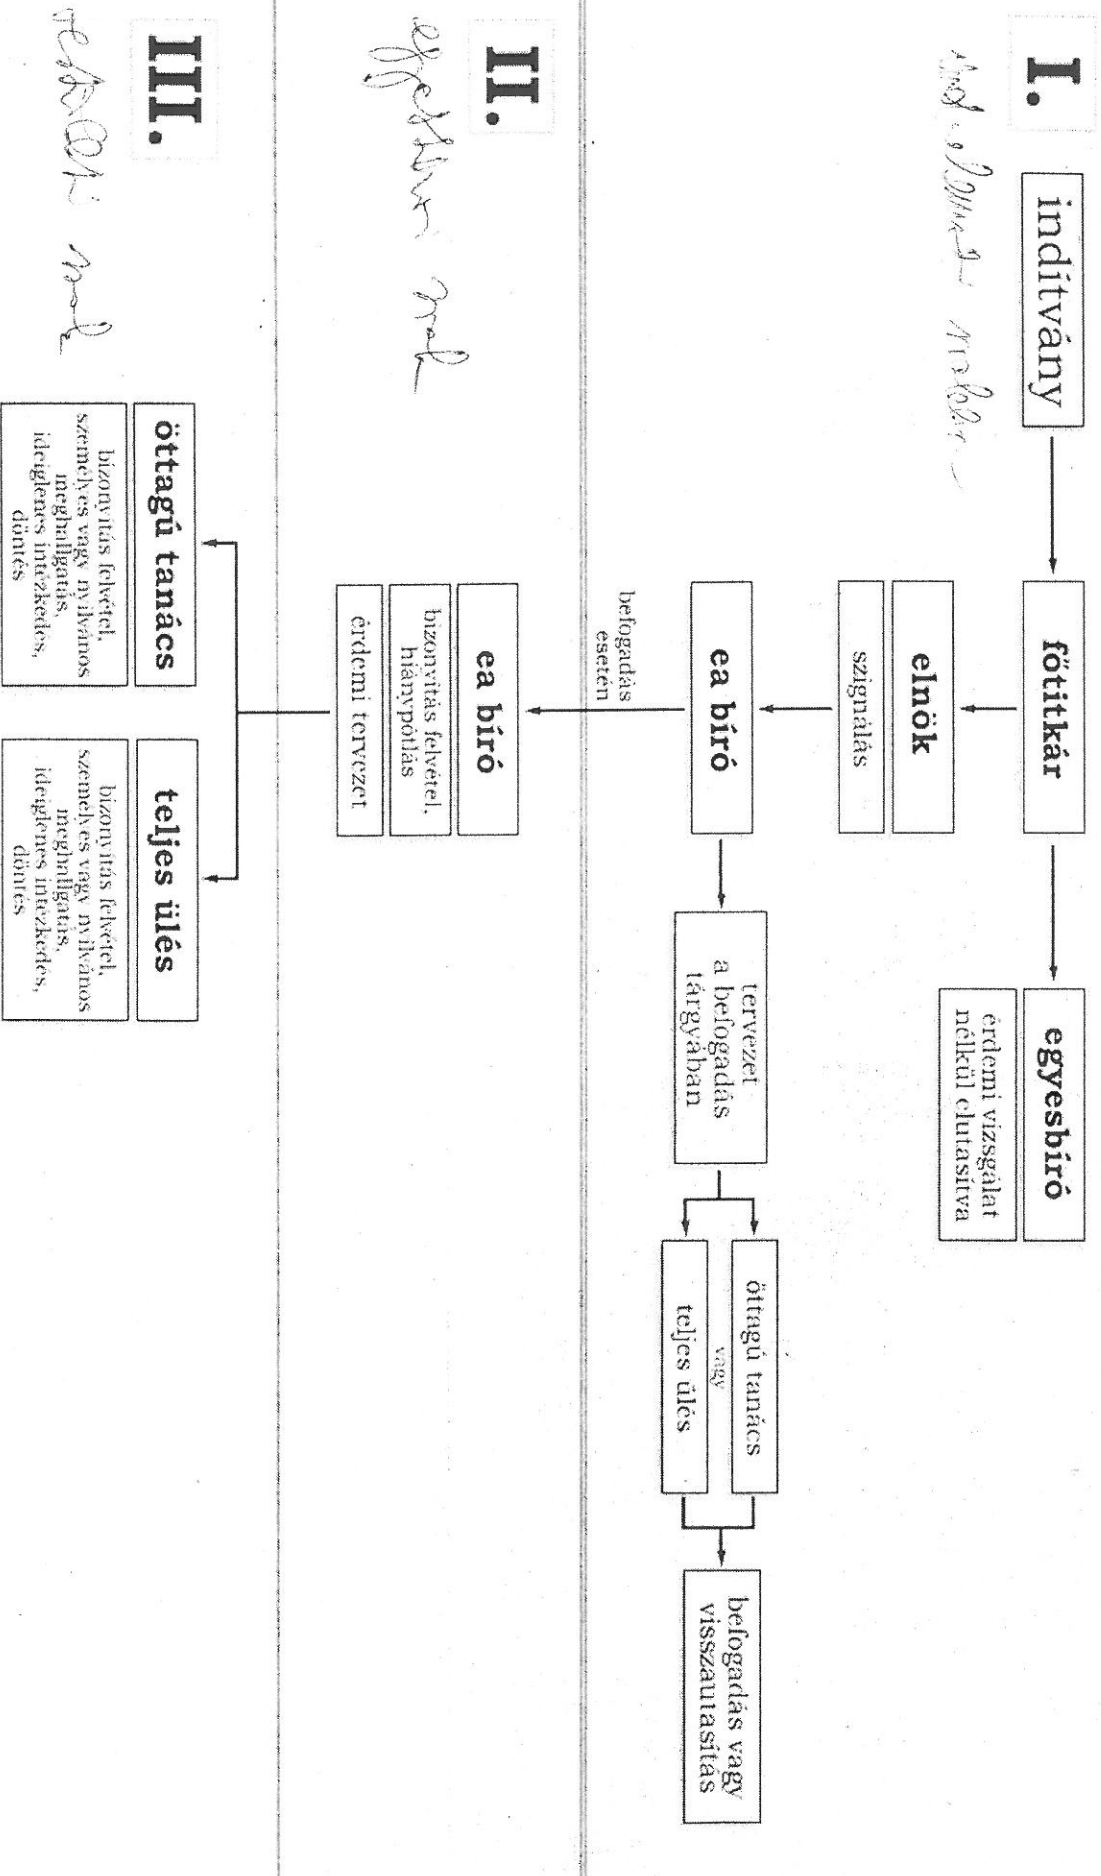 I.
indítvány
főtitkár
egyesbíró
érdemi vizsgálat
nélkül elutasítva
elnök
szignálás
ea bíró
tervezet
a befogadás
tárgyában
öttagú tanács
vagy
teljes ülés
befogadás vagy
visszautasítás
befogadás
esetén
II.
ea bíró
bizonyítás felvétel,
hiánypótlás
érdemi tervezet
III.
öttagú tanács
bizonyítás felvétel,
személyes vagy nyilvános
meghallgatás,
ideiglenes intézkedés,
döntés
teljes ülés
bizonyítás felvétel,
személyes vagy nyilvános
meghallgatás,
ideiglenes intézkedés,
döntés